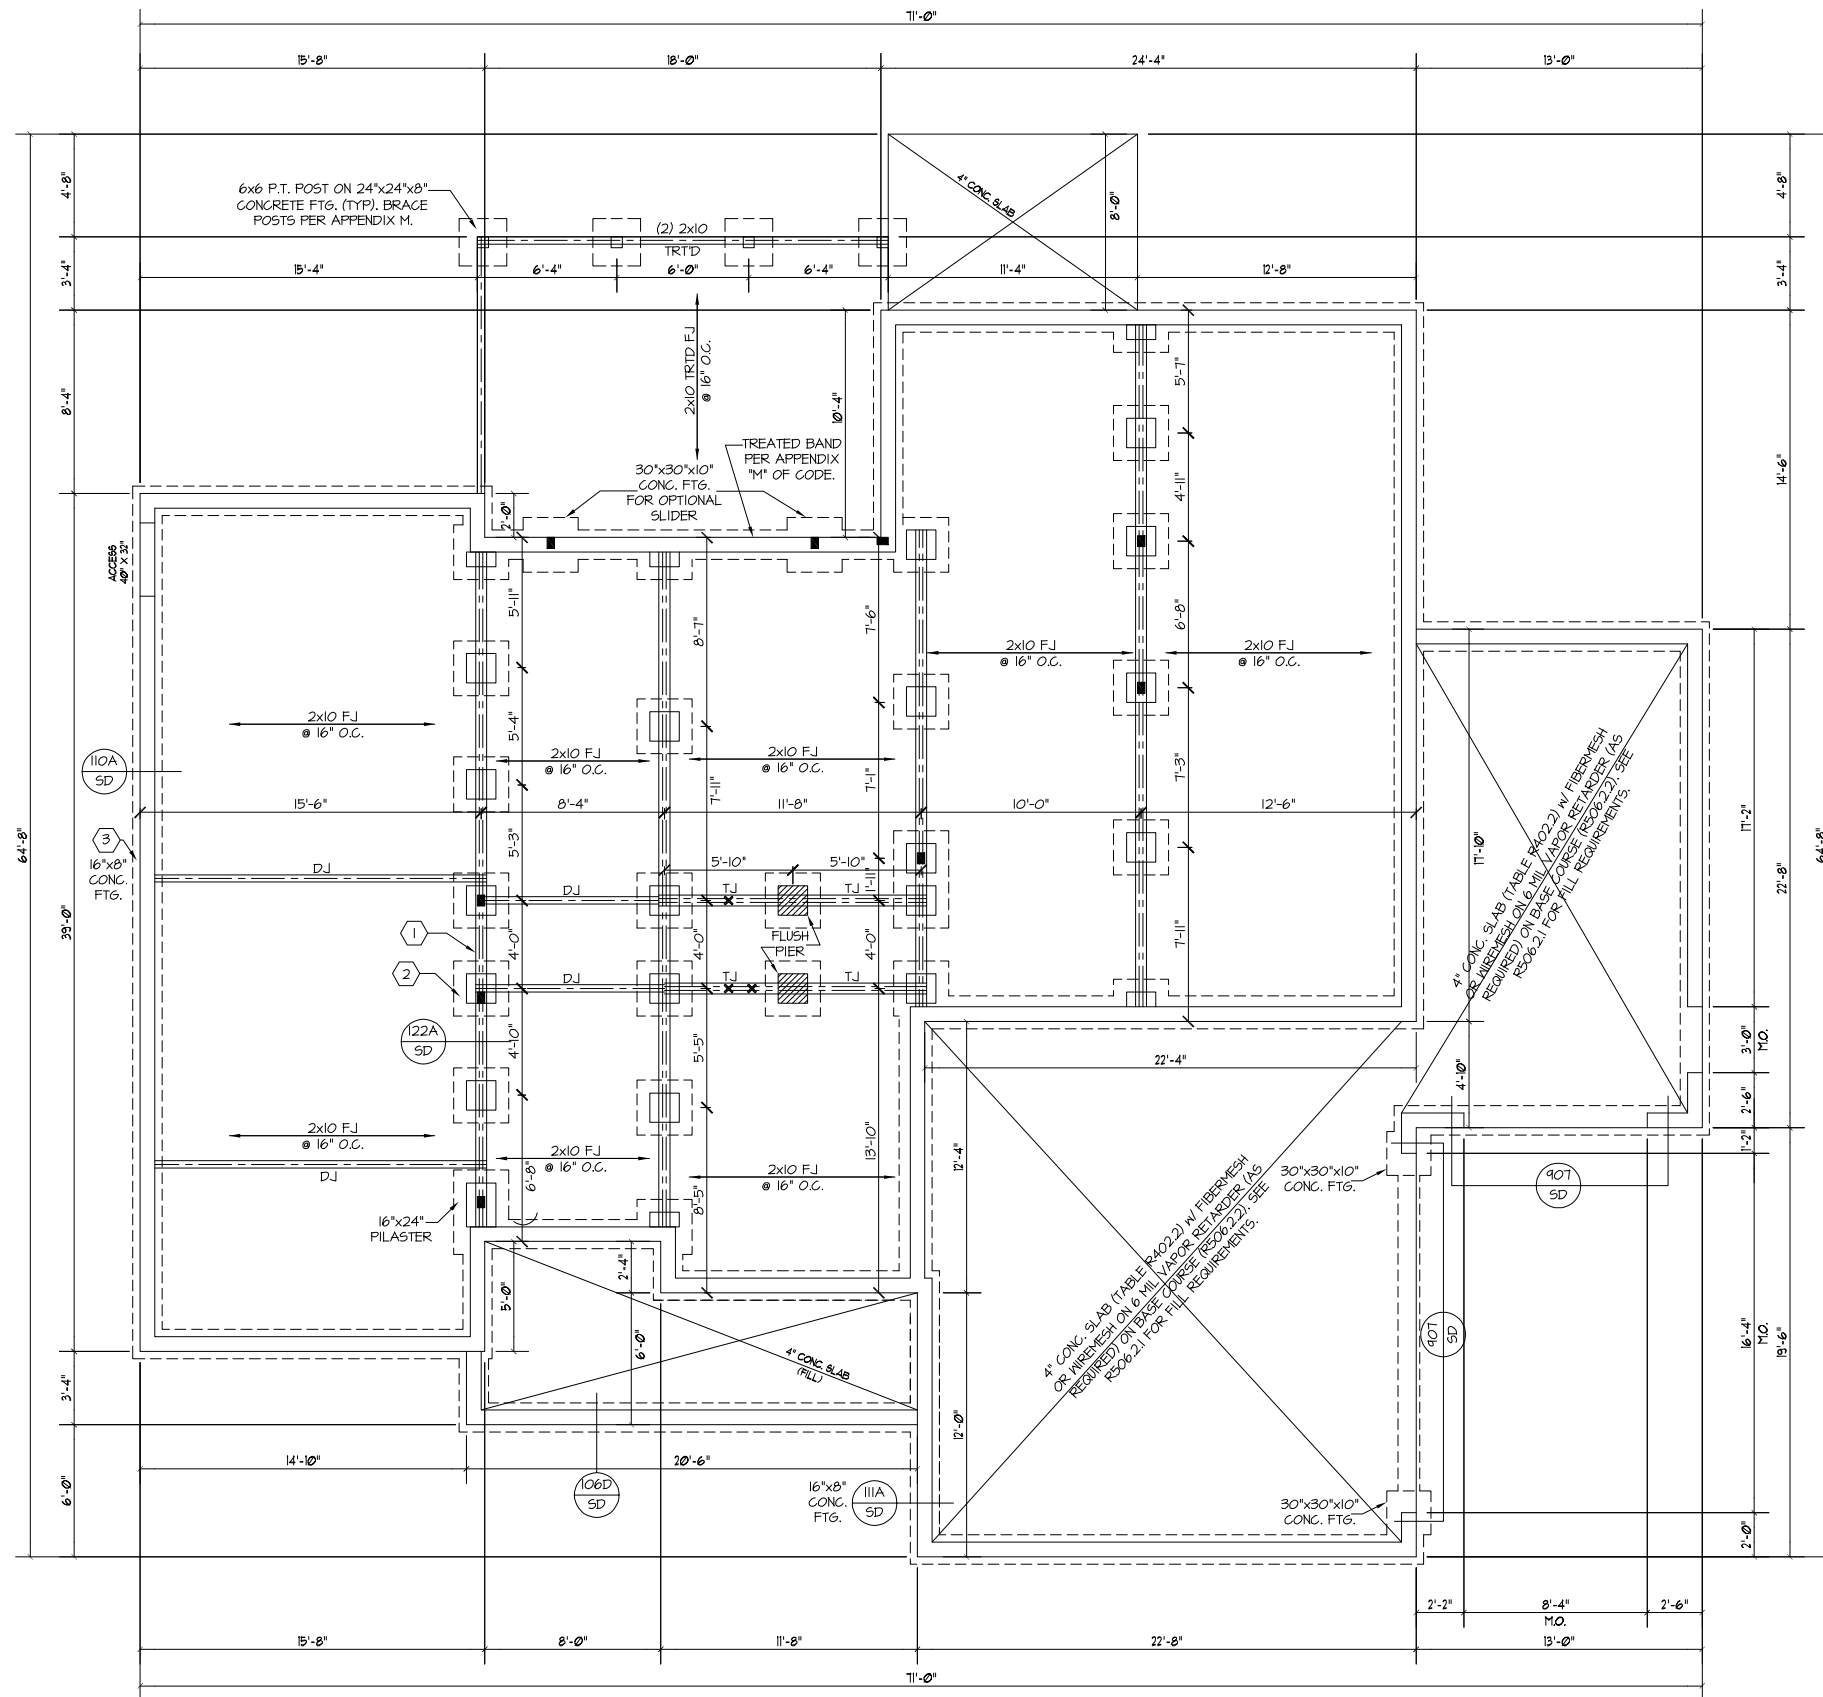 71'-0"
15'-8"
18'-0"
24'-4"
13'-0"
4'-8"
3'-4"
8'-4"
39'-0"
3'-4"
6'-0"
64'-8"
6x6 P.T. POST ON 24"x24"x8"
CONCRETE FTG. (TYP). BRACE
POSTS PER APPENDIX M.
(2) 2x10
TRT'D
15'-4"
6'-4"
6'-0"
6'-4"
11'-4"
12'-8"
4" CONC. SLAB
8'-0"
4'-8"
3'-4"
14'-6"
22'-8"
19'-6"
64'-8"
2x10 TRTD FJ
@ 16" O.C.
10'-4"
TREATED BAND
PER APPENDIX
"M" OF CODE.
30"x30"x10"
CONC. FTG.
FOR OPTIONAL
SLIDER
2'-0"
ACCESS
40" X 32"
5'-7"
4'-11"
6'-8"
7'-3"
7'-11"
5'-11"
5'-4"
5'-3"
4'-0"
4'-10"
6'-8"
8'-7"
7'-11"
4'-0"
5'-5"
8'-5"
7'-6"
7'-1"
1'-11"
4'-0"
13'-10"
2x10 FJ
@ 16" O.C.
2x10 FJ
@ 16" O.C.
2x10 FJ
@ 16" O.C.
2x10 FJ
@ 16" O.C.
2x10 FJ
@ 16" O.C.
110A
SD
15'-6"
8'-4"
11'-8"
10'-0"
12'-6"
3
16"x8"
CONC.
FTG.
DJ
DJ
5'-10"
5'-10"
TJ
TJ
FLUSH
PIER
1
2
DJ
TJ
TJ
122A
SD
2x10 FJ
@ 16" O.C.
DJ
2x10 FJ
@ 16" O.C.
2x10 FJ
@ 16" O.C.
16"x24"
PILASTER
22'-4"
12'-4"
12'-0"
4" CONC. SLAB (TABLE R402.2) w/ FIBERMESH
OR WIREMESH ON 6 MIL VAPOR RETARDER (AS
REQUIRED) ON BASE COURSE (R506.2.2). SEE
R506.2.1 FOR FILL REQUIREMENTS.
17'-10"
4'-10"
17'-2"
3'-0"
M.O.
2'-6"
1'-2"
16'-4"
M.O.
2'-0"
4" CONC. SLAB (TABLE R402.2) w/ FIBERMESH
OR WIREMESH ON 6 MIL VAPOR RETARDER (AS
REQUIRED) ON BASE COURSE (R506.2.2). SEE
R506.2.1 FOR FILL REQUIREMENTS.
30"x30"x10"
CONC. FTG.
907
SD
907
SD
5'-0"
2'-4"
6'-0"
4" CONC. SLAB
(FILL)
14'-10"
20'-6"
106D
SD
16"x8"
CONC.
FTG.
111A
SD
30"x30"x10"
CONC. FTG.
2'-2"
8'-4"
M.O.
2'-6"
15'-8"
8'-0"
11'-8"
22'-8"
13'-0"
71'-0"